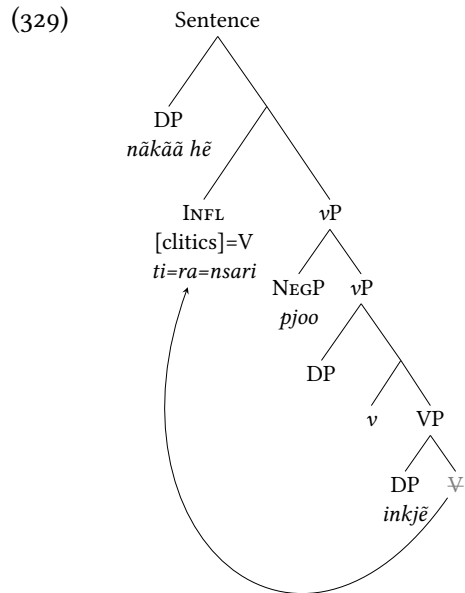 (329)
Sentence
DP
nãkãã hẽ
INFL
[clitics]=V
ti=ra=nsari
vP
NEGP
pjoo
vP
DP
v
VP
DP
inkjẽ
V